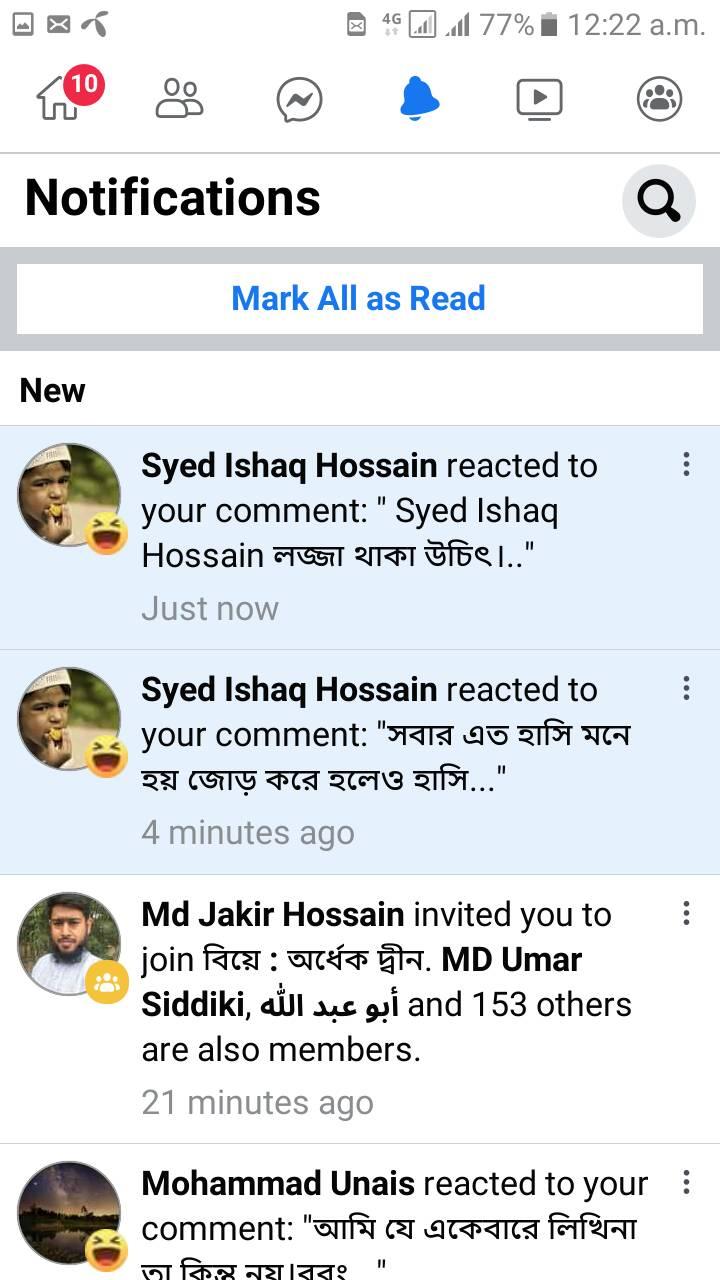 4G 77% 12:22 a.m.
10
Notifications
Mark All as Read
New
Syed Ishaq Hossain reacted to
your comment: " Syed Ishaq
Hossain লজ্জা থাকা উচিৎ।.."
Just now
Syed Ishaq Hossain reacted to
your comment: "সবার এত হাসি মনে
হয় জোড় করে হলেও হাসি..."
4 minutes ago
Md Jakir Hossain invited you to
join বিয়ে : অর্ধেক দ্বীন. MD Umar
Siddiki, أبو عبد الله and 153 others
are also members.
21 minutes ago
Mohammad Unais reacted to your
comment: "আমি যে একেবারে লিখিনা
তা কিন্তু নয়।বরং..."